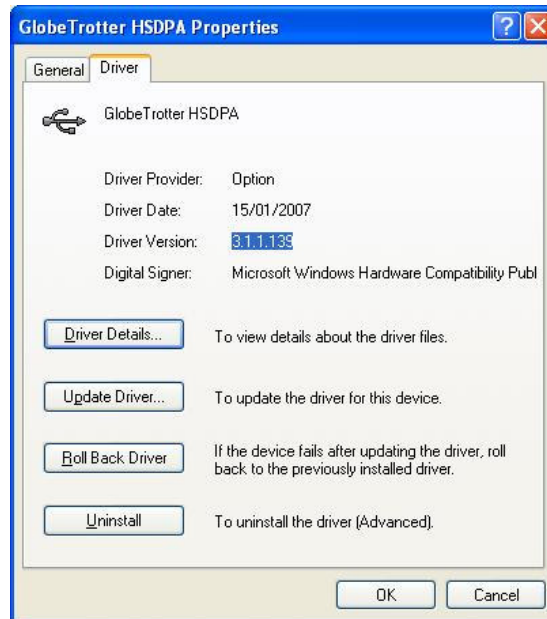 GlobeTrotter HSDPA Properties
General Driver
GlobeTrotter HSDPA
Driver Provider: Option
Driver Date: 15/01/2007
Driver Version: 3.1.1.139
Digital Signer: Microsoft Windows Hardware Compatibility Publ
Driver Details... To view details about the driver files.
Update Driver... To update the driver for this device.
Roll Back Driver If the device fails after updating the driver, roll
back to the previously installed driver.
Uninstall To uninstall the driver (Advanced).
OK Cancel